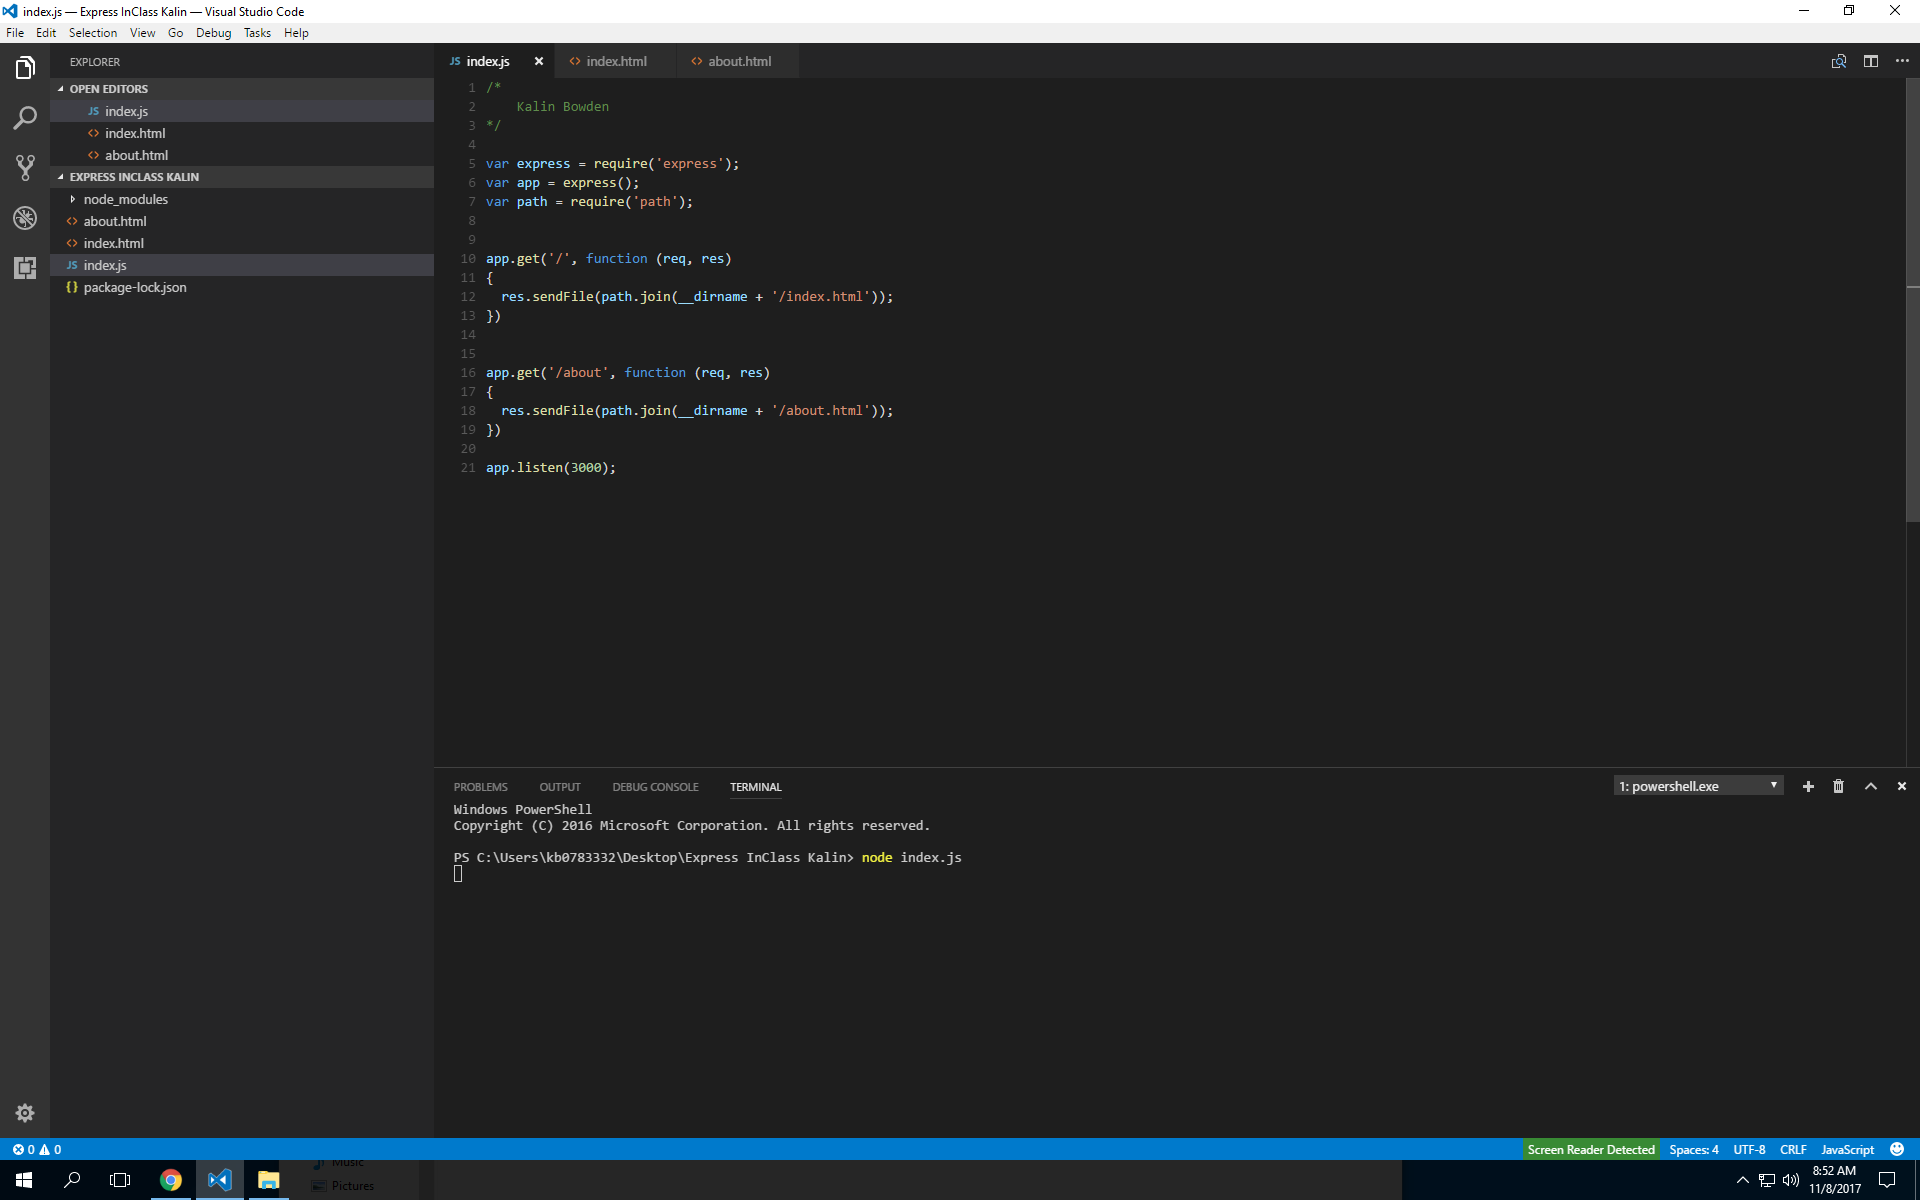 index.js — Express InClass Kalin — Visual Studio Code
File Edit Selection View Go Debug Tasks Help
EXPLORER
OPEN EDITORS
JS index.js
<> index.html
<> about.html
EXPRESS INCLASS KALIN
node_modules
<> about.html
<> index.html
JS index.js
{} package-lock.json
JS index.js <> index.html <> about.html
1 /*
2     Kalin Bowden
3 */
4
5 var express = require('express');
6 var app = express();
7 var path = require('path');
8
9
10 app.get('/', function (req, res)
11 {
12   res.sendFile(path.join(__dirname + '/index.html'));
13 })
14
15
16 app.get('/about', function (req, res)
17 {
18   res.sendFile(path.join(__dirname + '/about.html'));
19 })
20
21 app.listen(3000);
PROBLEMS OUTPUT DEBUG CONSOLE TERMINAL 1: powershell.exe
Windows PowerShell
Copyright (C) 2016 Microsoft Corporation. All rights reserved.
PS C:\Users\kb0783332\Desktop\Express InClass Kalin> node index.js
0 0 Screen Reader Detected Spaces: 4 UTF-8 CRLF JavaScript
Music
Pictures
8:52 AM
11/8/2017